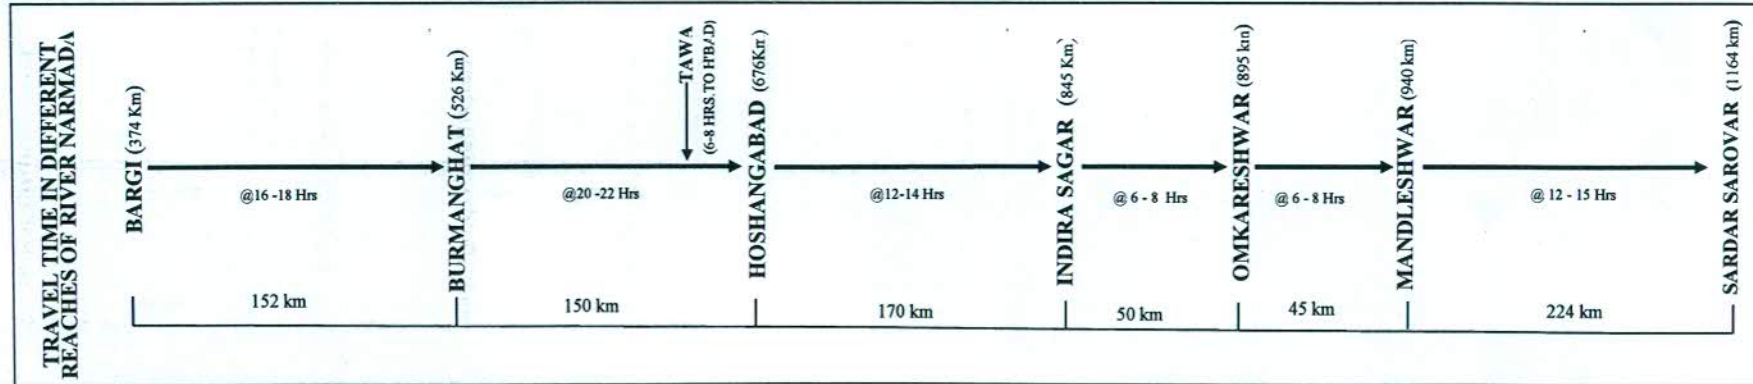 TRAVEL TIME IN DIFFERENT
REACHES OF RIVER NARMADA
BARGI (374 Km)
@16 -18 Hrs
BURMANGHAT (526 Km)
@20 -22 Hrs
TAWA
(6-8 HRS. TO H'BAD)
HOSHANGABAD (676Km)
@12-14 Hrs
INDIRA SAGAR (845 Km)
@ 6 - 8 Hrs
OMKARESHWAR (895 km)
@ 6 - 8 Hrs
MANDLESHWAR (940 km)
@ 12 - 15 Hrs
SARDAR SAROVAR (1164 km)
152 km
150 km
170 km
50 km
45 km
224 km